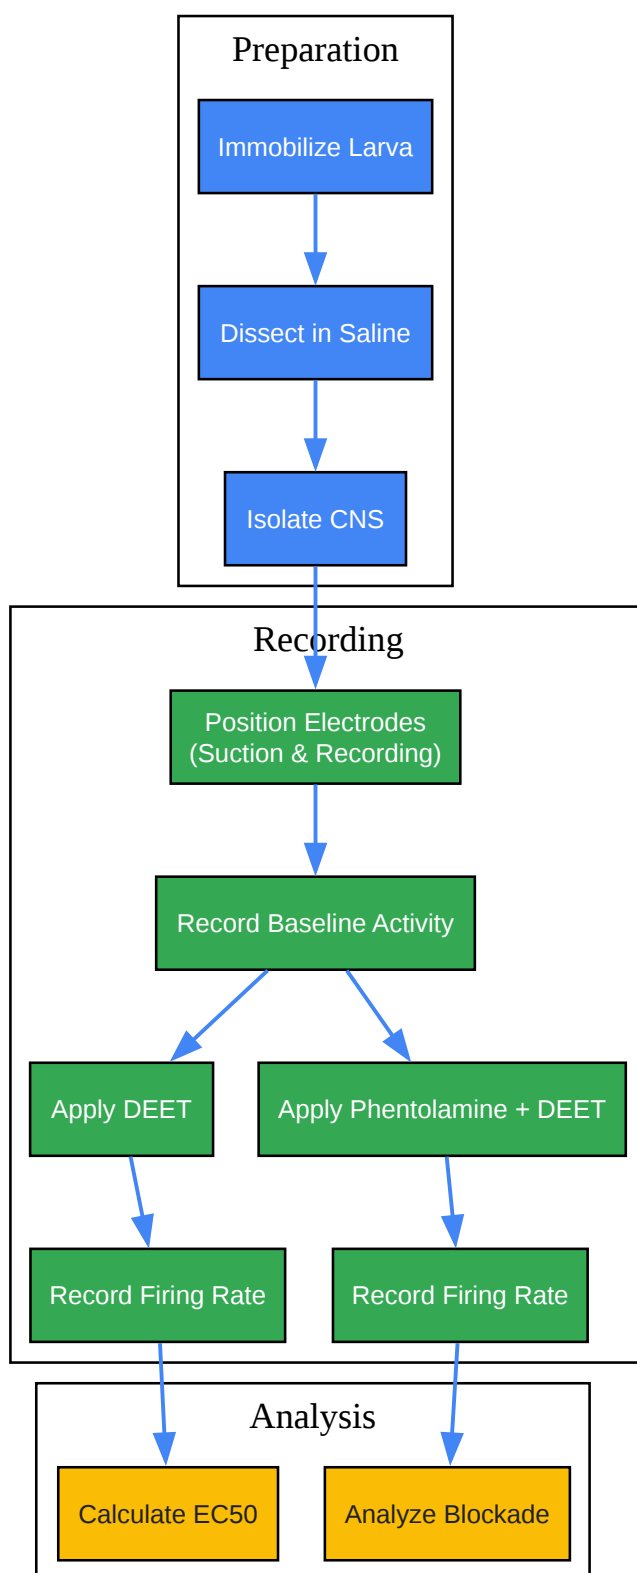 Preparation
Immobilize Larva
Dissect in Saline
Isolate CNS
Recording
Position Electrodes
(Suction & Recording)
Record Baseline Activity
Apply DEET
Apply Phentolamine + DEET
Record Firing Rate
Record Firing Rate
Analysis
Calculate EC50
Analyze Blockade